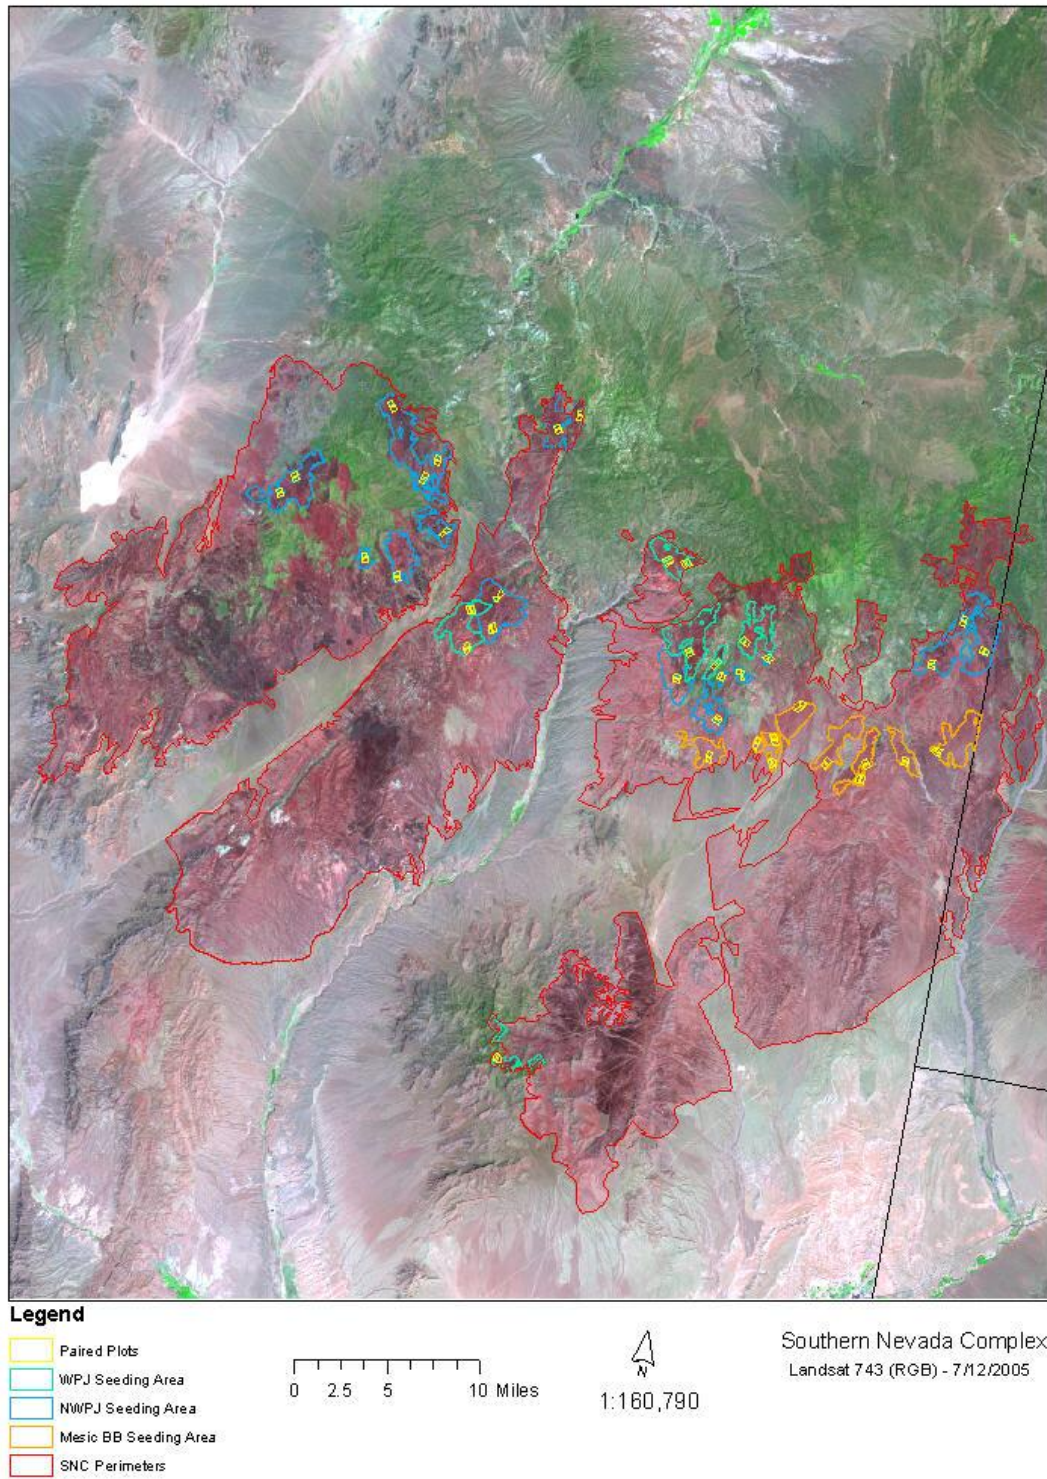 Legend
Paired Plots
WPJ Seeding Area
NWPJ Seeding Area
Mesic BB Seeding Area
SNC Perimeters
0 2.5 5 10 Miles
N
1:160,790
Southern Nevada Complex
Landsat 743 (RGB) - 7/12/2005